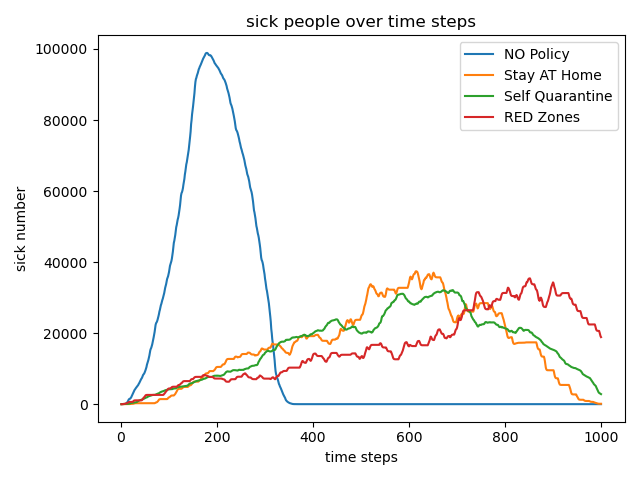 sick people over time steps
NO Policy
Stay AT Home
Self Quarantine
RED Zones
100000
80000
60000
40000
20000
0
sick number
0 200 400 600 800 1000
time steps